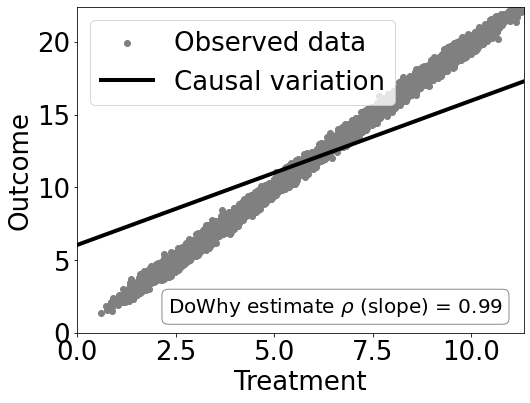 Observed data
Causal variation
Outcome
20
15
10
5
0
DoWhy estimate ρ (slope) = 0.99
0.0 2.5 5.0 7.5 10.0
Treatment